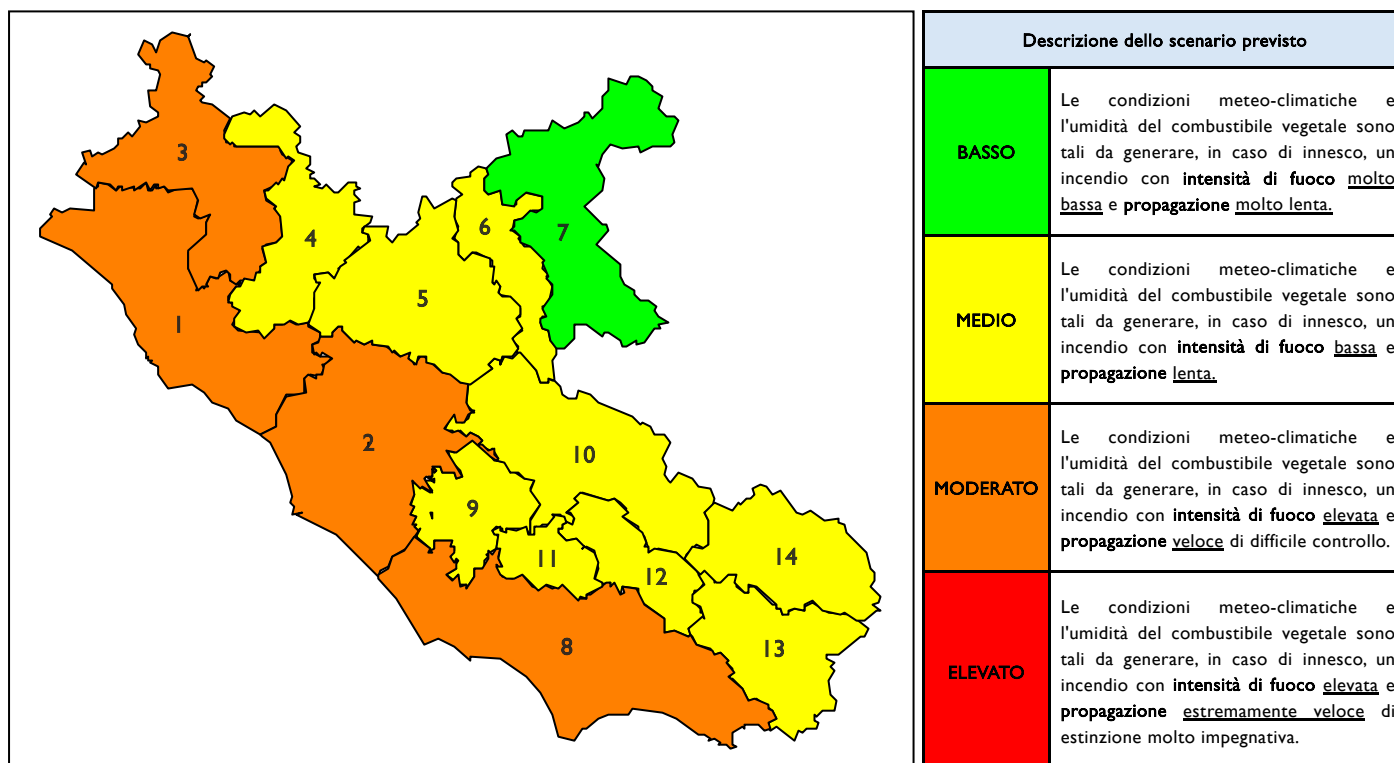 3
4
6
7
5
1
2
10
9
14
11
12
8
13
Descrizione dello scenario previsto
BASSO
Le condizioni meteo-climatiche e
l'umidità del combustibile vegetale sono
tali da generare, in caso di innesco, un
incendio con intensità di fuoco molto
bassa e propagazione molto lenta.
MEDIO
Le condizioni meteo-climatiche e
l'umidità del combustibile vegetale sono
tali da generare, in caso di innesco, un
incendio con intensità di fuoco bassa e
propagazione lenta.
MODERATO
Le condizioni meteo-climatiche e
l'umidità del combustibile vegetale sono
tali da generare, in caso di innesco, un
incendio con intensità di fuoco elevata e
propagazione veloce di difficile controllo.
ELEVATO
Le condizioni meteo-climatiche e
l'umidità del combustibile vegetale sono
tali da generare, in caso di innesco, un
incendio con intensità di fuoco elevata e
propagazione estremamente veloce di
estinzione molto impegnativa.